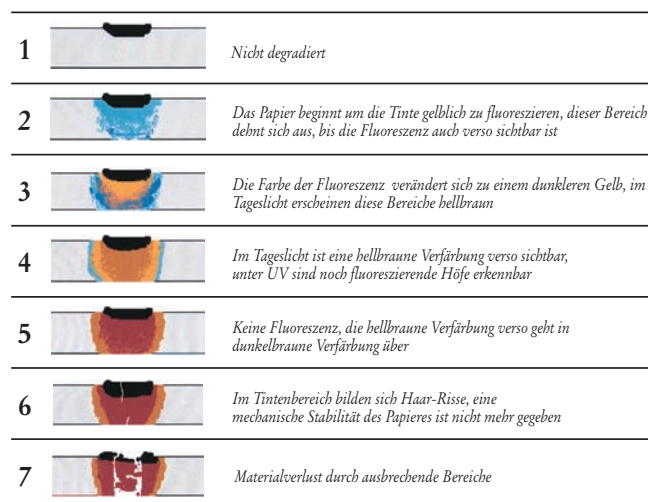 1
Nicht degradiert
2
Das Papier beginnt um die Tinte gelblich zu fluoreszieren, dieser Bereich
dehnt sich aus, bis die Fluoreszenz auch verso sichtbar ist
3
Die Farbe der Fluoreszenz verändert sich zu einem dunkleren Gelb, im
Tageslicht erscheinen diese Bereiche hellbraun
4
Im Tageslicht ist eine hellbraune Verfärbung verso sichtbar,
unter UV sind noch fluoreszierende Höfe erkennbar
5
Keine Fluoreszenz, die hellbraune Verfärbung verso geht in
dunkelbraune Verfärbung über
6
Im Tintenbereich bilden sich Haar-Risse, eine
mechanische Stabilität des Papieres ist nicht mehr gegeben
7
Materialverlust durch ausbrechende Bereiche